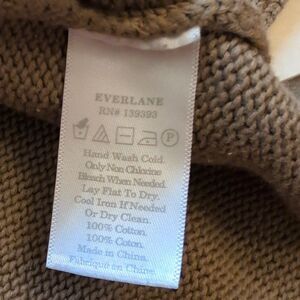 EVERLANE
RN# 139393
P
Hand Wash Cold.
Only Non Chlorine
Bleach When Needed
Lay Flat To Dry.
Cool Iron If Needed
Or Dry Clean.
100% Cotton.
100% Coton.
Made in China.
Fabriqué en Chine.